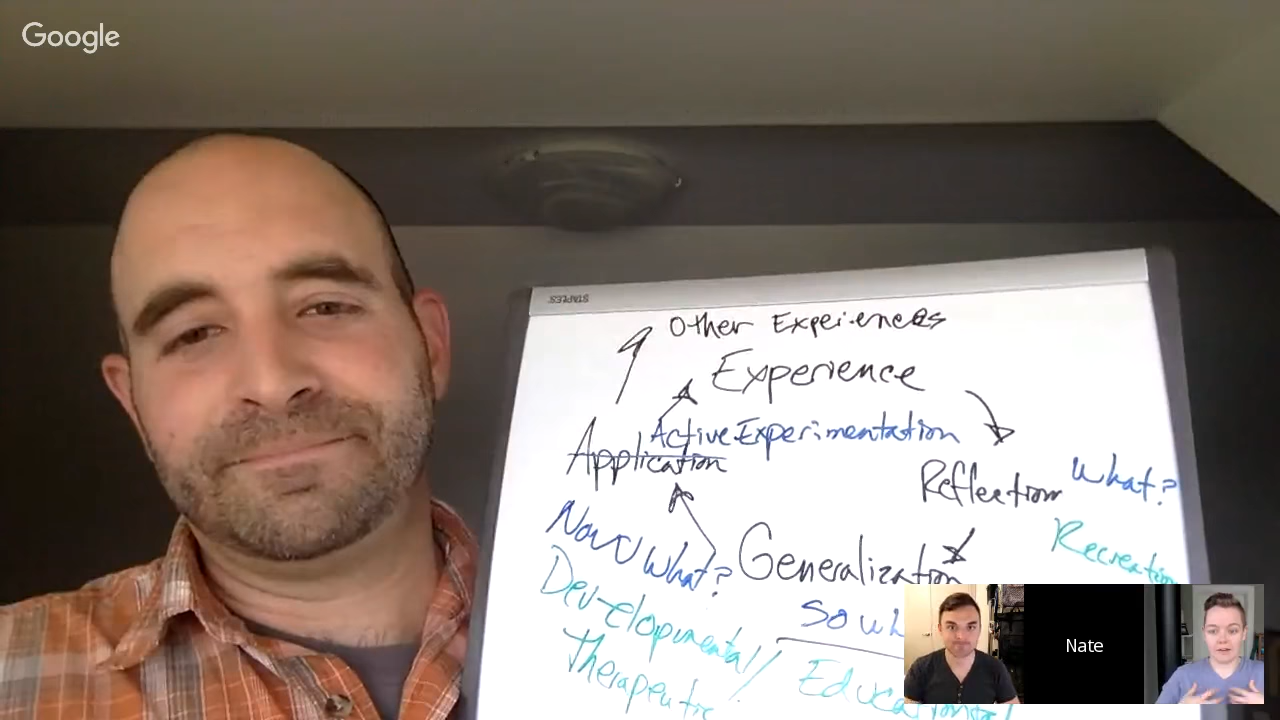 Google
STAPLES
Other Experiences
Experience
Active Experimentation
Application
Reflection What?
Now What?
Generalization
Recreation
Developmental/
Therapeutic
So
Educational
Nate